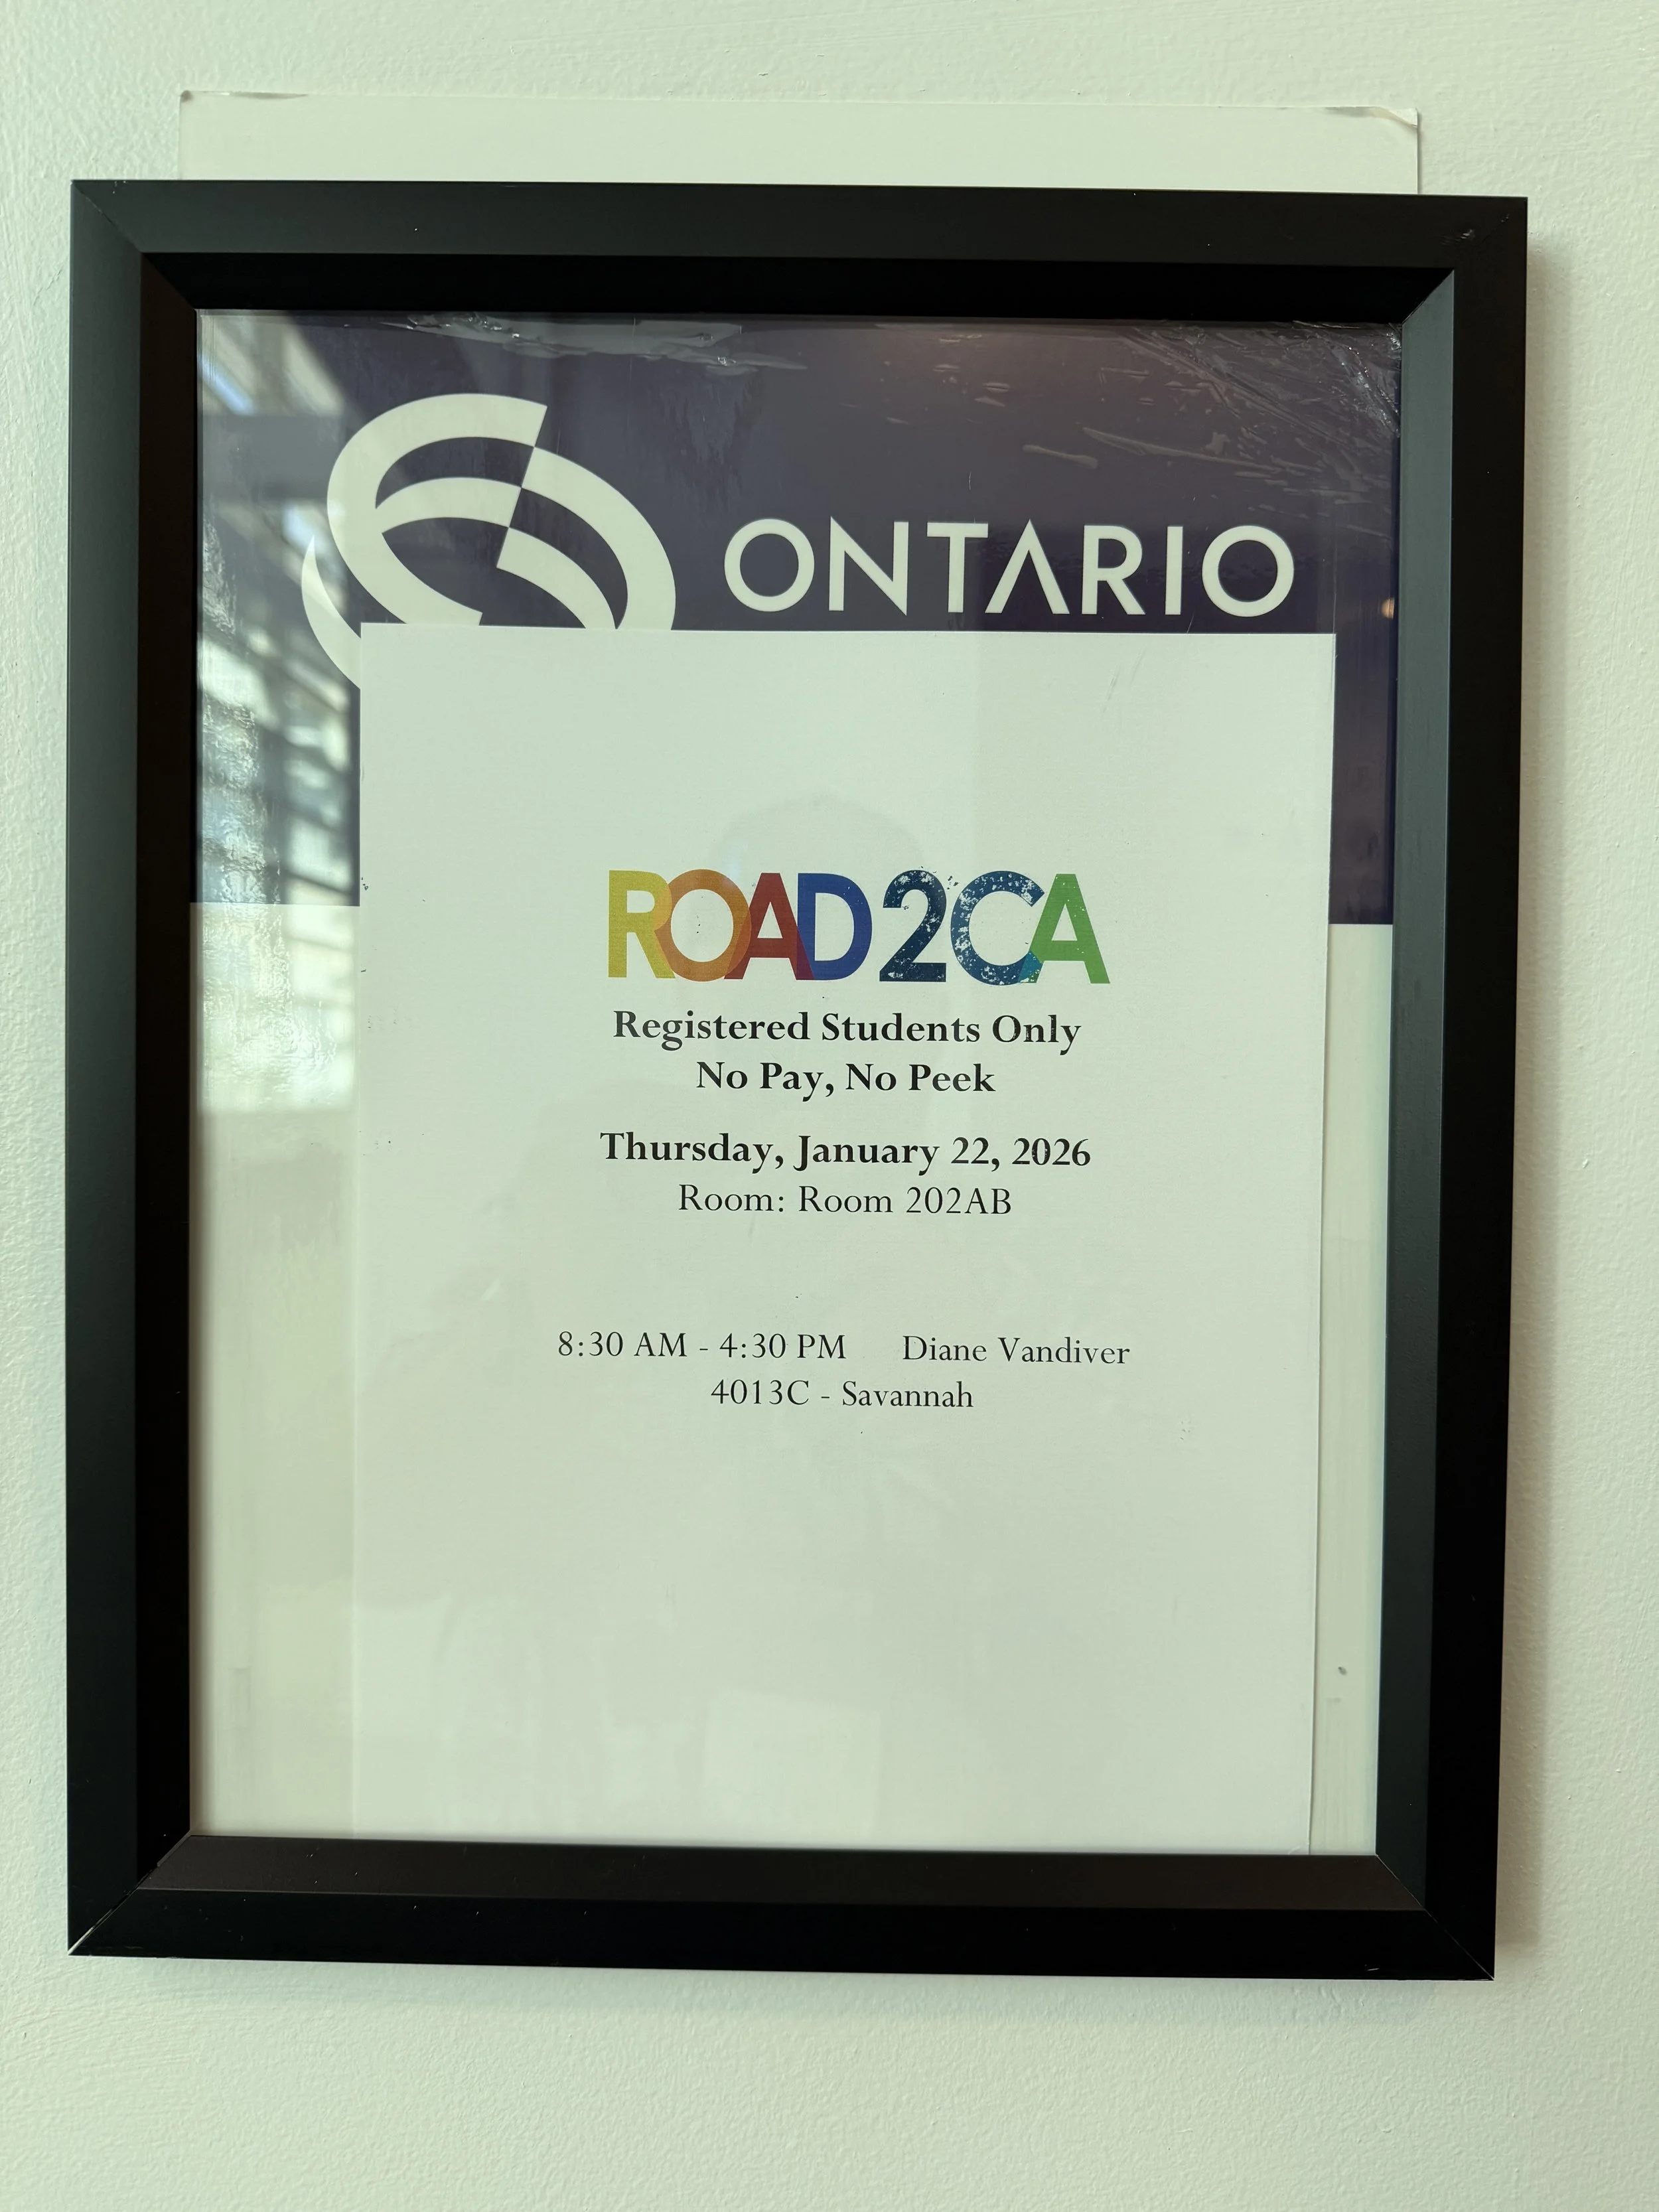 ONTARIO
ROAD2CA
Registered Students Only
No Pay, No Peek
Thursday, January 22, 2026
Room: Room 202AB
8:30 AM - 4:30 PM Diane Vandiver
4013C - Savannah